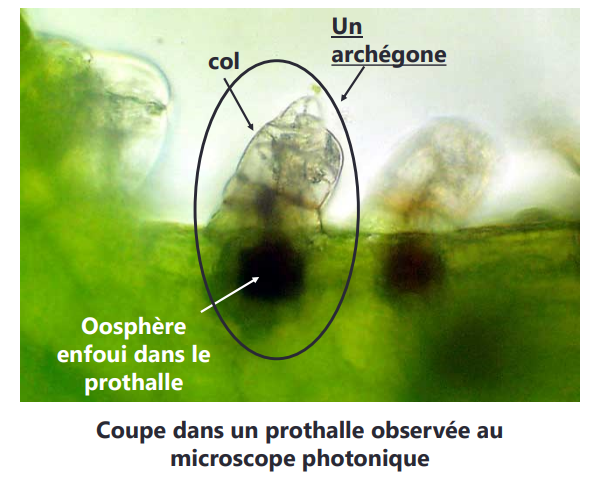 Un
archégone
col
Oosphère
enfoui dans le
prothalle
Coupe dans un prothalle observée au
microscope photonique